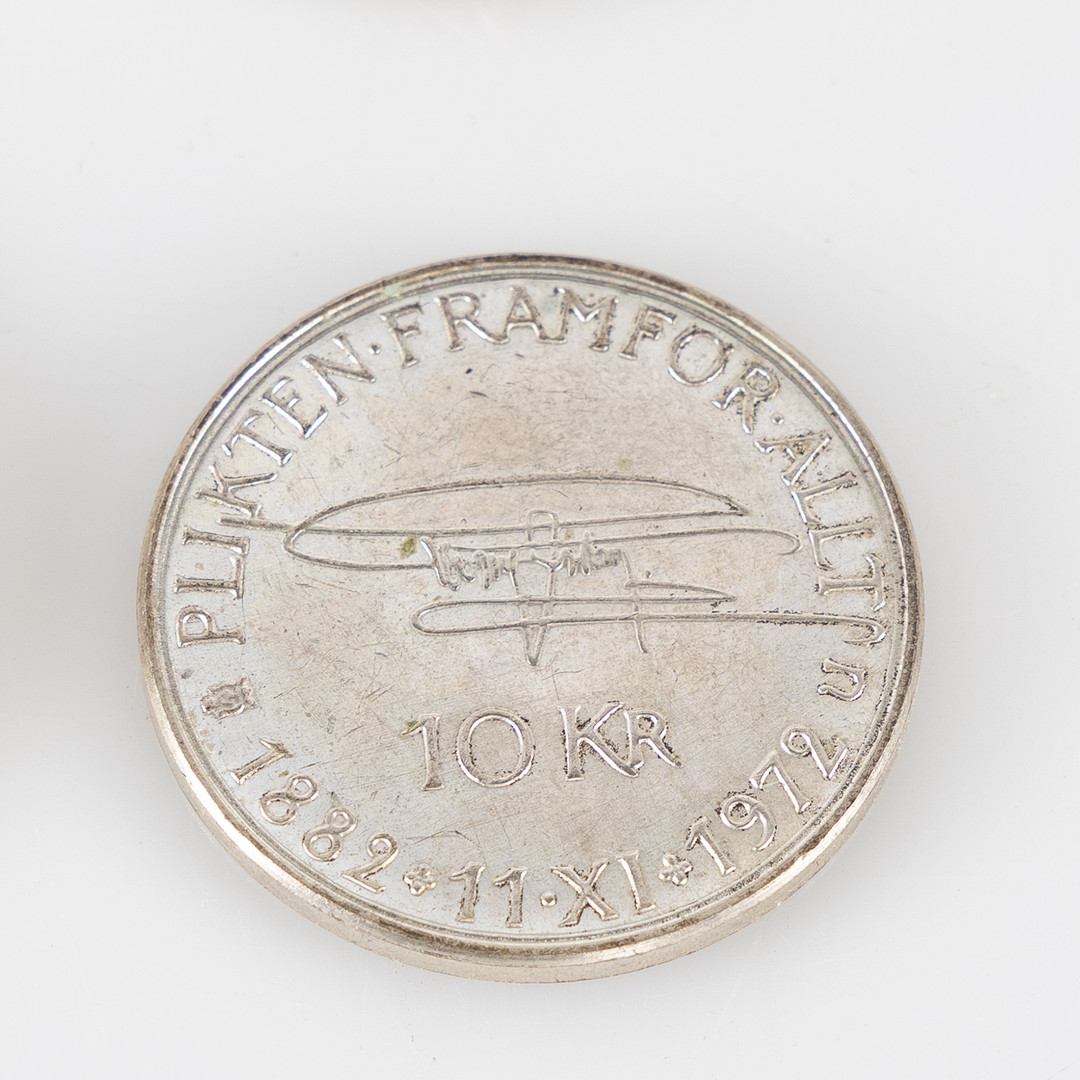 PLIKTEN·FRAMFÖR·ALLT
10 KR
U
1882 11·XI 1972